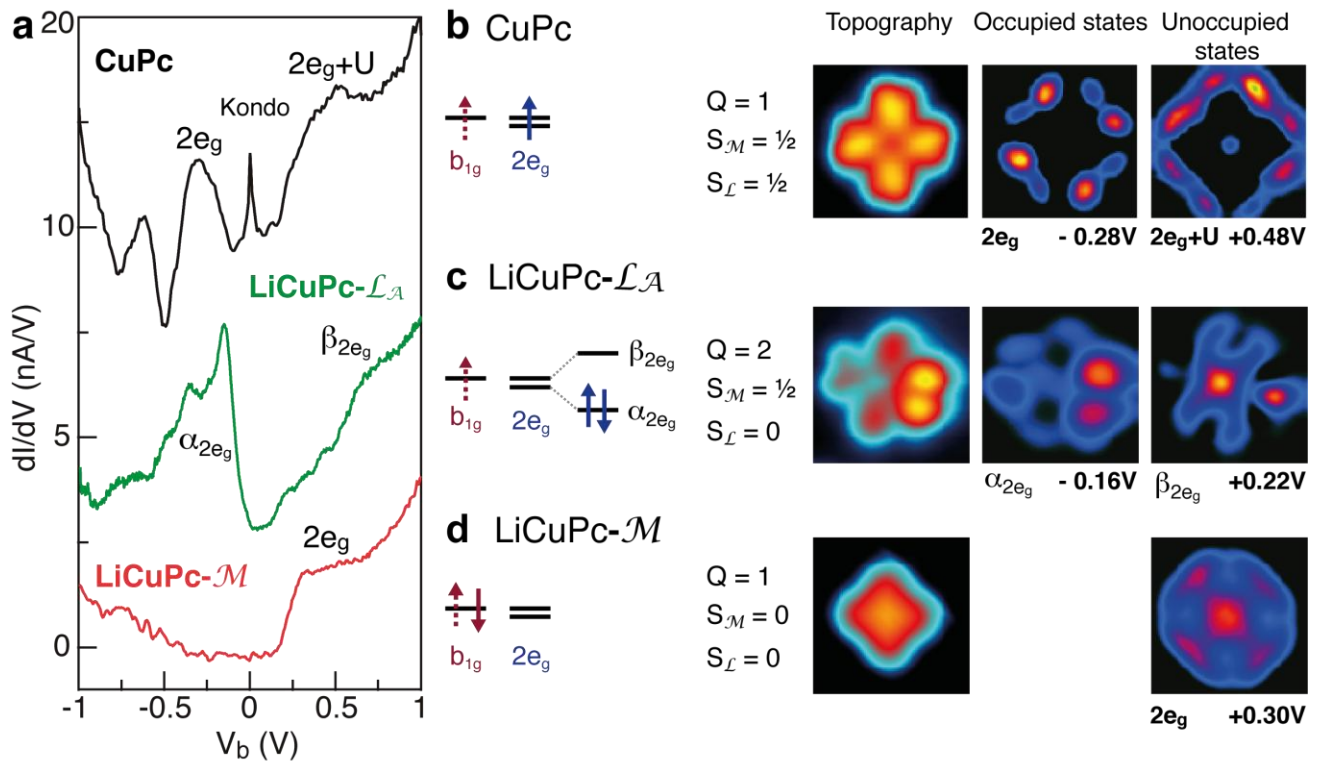 a
20
10
5
0
dI/dV (nA/V)
CuPc
2eg
Kondo
2eg+U
LiCuPc-ℒ𝒜
α2eg
β2eg
LiCuPc-ℳ
2eg
-1 -0.5 0 0.5 1
Vb (V)
b CuPc
b1g 2eg
Q = 1
Sℳ = ½
Sℒ = ½
Topography Occupied states Unoccupied
states
2eg - 0.28V 2eg+U +0.48V
c LiCuPc-ℒ𝒜
β2eg
b1g 2eg α2eg
Q = 2
Sℳ = ½
Sℒ = 0
α2eg - 0.16V β2eg +0.22V
d LiCuPc-ℳ
b1g 2eg
Q = 1
Sℳ = 0
Sℒ = 0
2eg +0.30V